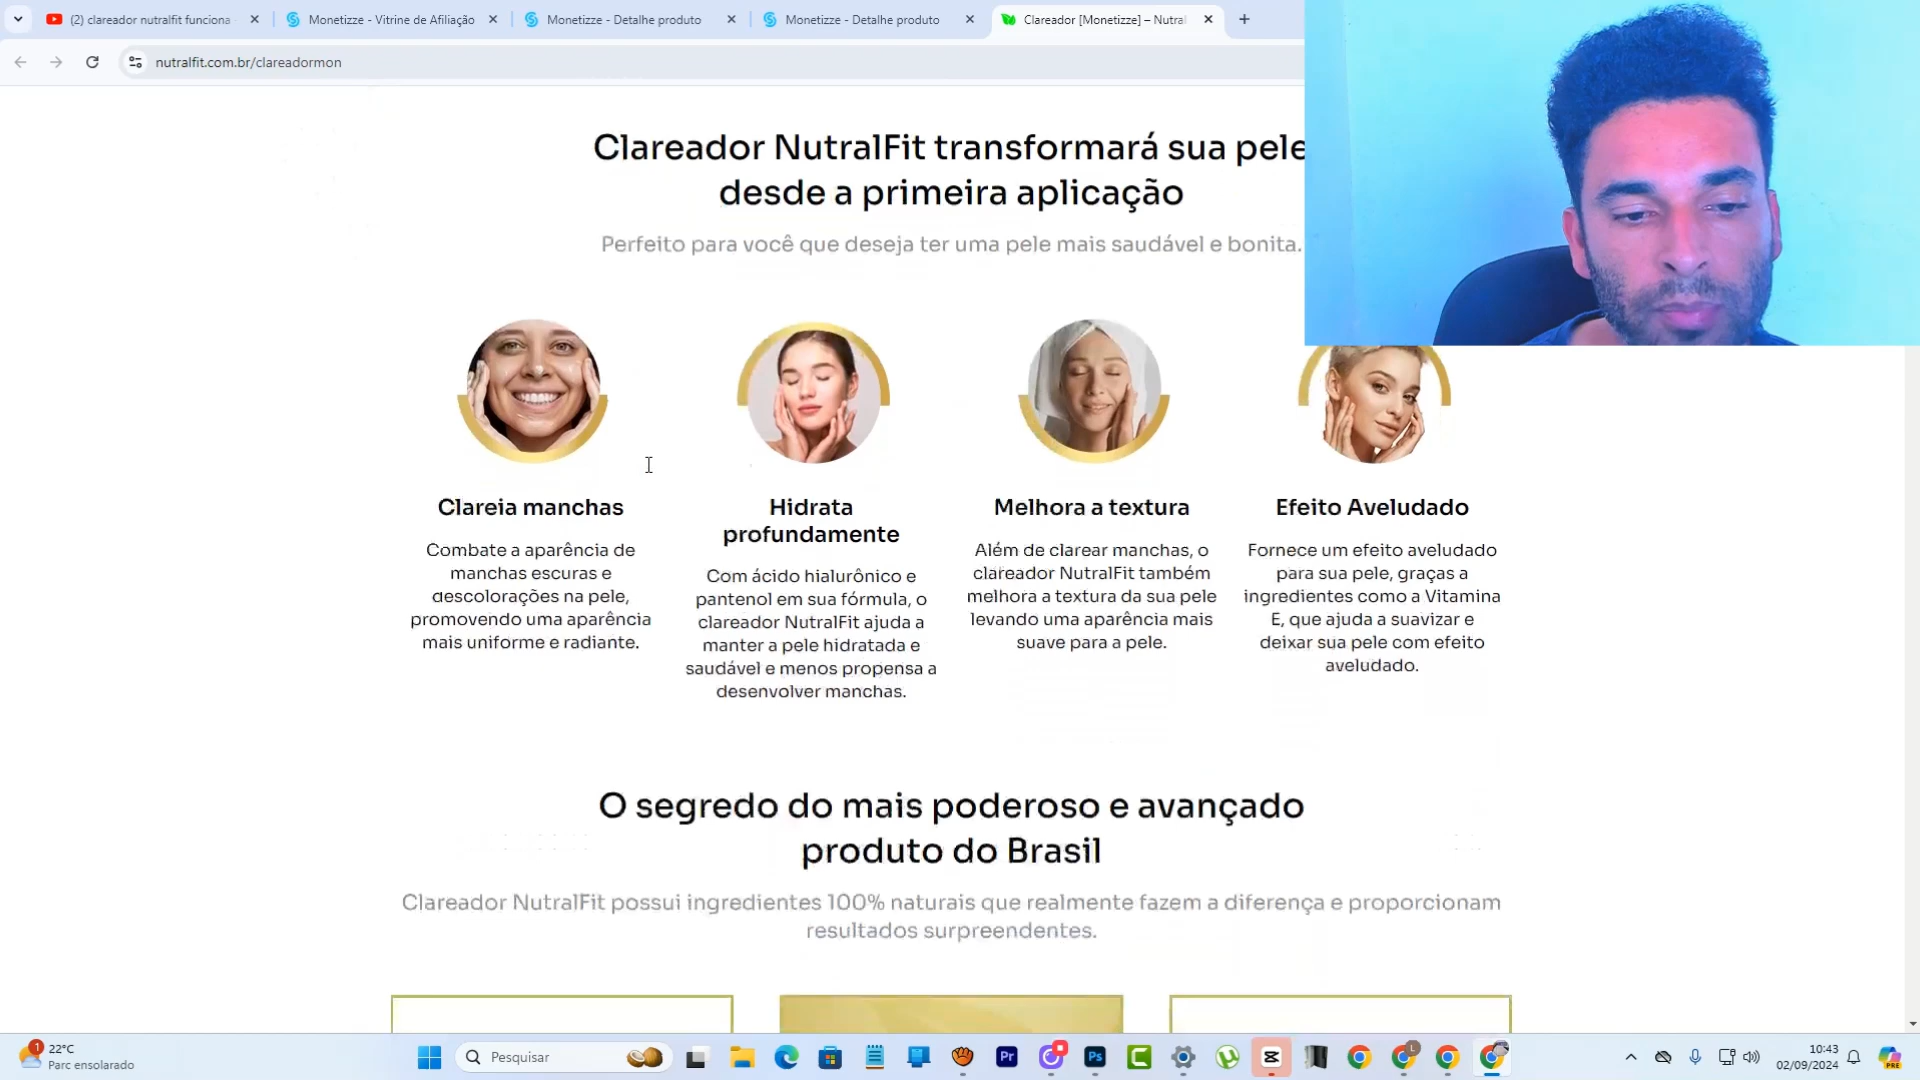 (2) clareador nutralfit funciona
Monetizze - Vitrine de Afiliação
Monetizze - Detalhe produto
Monetizze - Detalhe produto
Clareador [Monetizze] – Nutral
nutralfit.com.br/clareadormon
Clareador NutralFit transformará sua pele
desde a primeira aplicação
Perfeito para você que deseja ter uma pele mais saudável e bonita.
Clareia manchas
Combate a aparência de
manchas escuras e
descolorações na pele,
promovendo uma aparência
mais uniforme e radiante.
Hidrata
profundamente
Com ácido hialurônico e
pantenol em sua fórmula, o
clareador NutralFit ajuda a
manter a pele hidratada e
saudável e menos propensa a
desenvolver manchas.
Melhora a textura
Além de clarear manchas, o
clareador NutralFit também
melhora a textura da sua pele
levando uma aparência mais
suave para a pele.
Efeito Aveludado
Fornece um efeito aveludado
para sua pele, graças a
ingredientes como a Vitamina
E, que ajuda a suavizar e
deixar sua pele com efeito
aveludado.
O segredo do mais poderoso e avançado
produto do Brasil
Clareador NutralFit possui ingredientes 100% naturais que realmente fazem a diferença e proporcionam
resultados surpreendentes.
1
22°C
Parc ensolarado
Pesquisar
Pr
Ps
L
10:43
02/09/2024
PRE